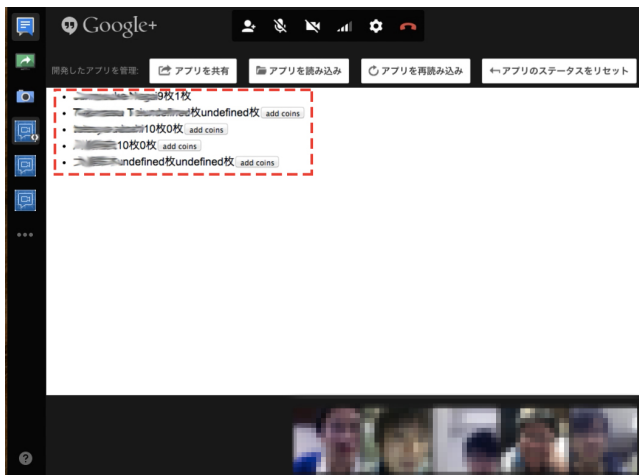 Google+
開発したアプリを管理:
アプリを共有
アプリを読み込み
アプリを再読み込み
アプリのステータスをリセット
9枚1枚
undefined枚undefined枚 add coins
10枚0枚 add coins
10枚0枚 add coins
undefined枚undefined枚 add coins